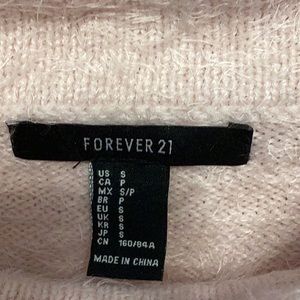 FOREVER 21
US S
CA P
MX S/P
BR P
EU S
UK S
KR S
JP S
CN 160/84A
MADE IN CHINA